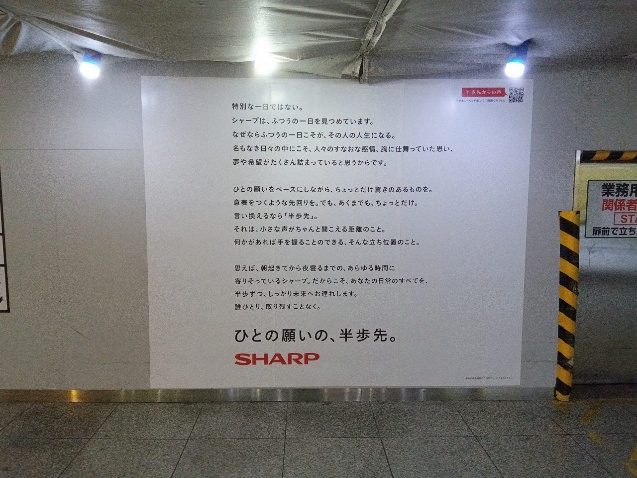 特別な一日ではない。
シャープは、ふつうの一日を見つめています。
なぜならふつうの一日こそが、その人の人生になる。
名もなき日々の中にこそ、人々のすなおな感情、胸に仕舞っていた思い、
夢や希望がたくさん詰まっていると思うからです。
ひとの願いをベースにしながら、ちょっとだけ驚きのあるものを。
意表をつくような先回りを。でも、あくまでも、ちょっとだけ。
言い換えるなら「半歩先」。
それは、小さな声がちゃんと聞こえる距離のこと。
何かがあれば手を握ることのできる、そんな立ち位置のこと。
思えば、朝起きてから夜寝るまでの、あらゆる時間に
寄りそっているシャープ。だからこそ、あなたの日常のすべてを、
半歩ずつ、しっかり未来へお連れします。
誰ひとり、取り残すことなく。
ひとの願いの、半歩先。
SHARP
業務用
関係者
STA
扉前で立ち